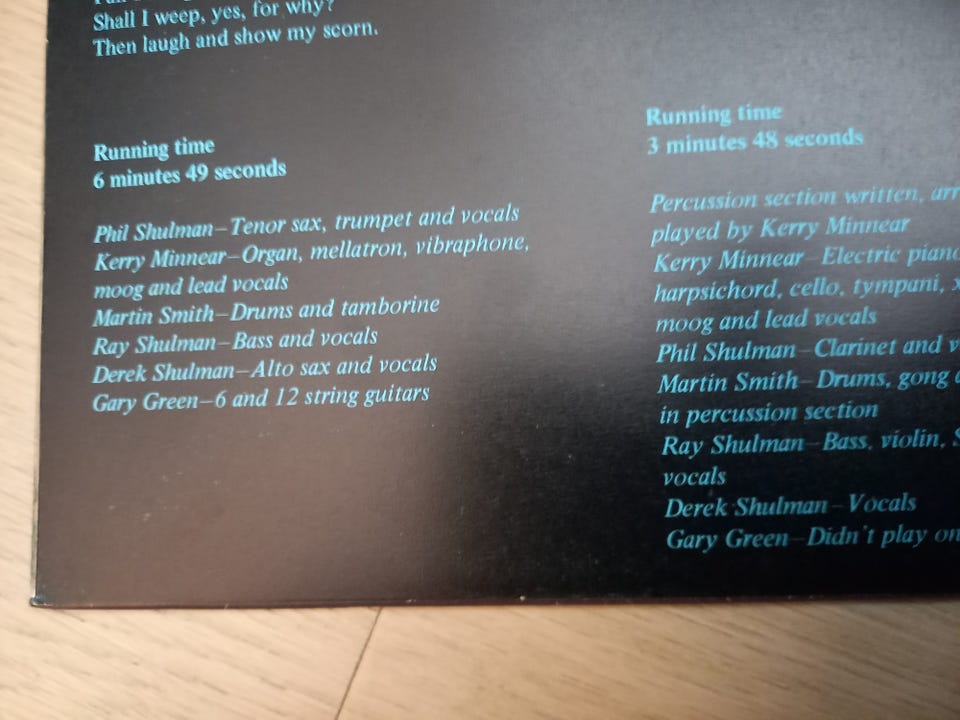 Shall I weep, yes, for why?
Then laugh and show my scorn.
Running time
6 minutes 49 seconds
Phil Shulman–Tenor sax, trumpet and vocals
Kerry Minnear–Organ, mellatron, vibraphone,
moog and lead vocals
Martin Smith–Drums and tamborine
Ray Shulman–Bass and vocals
Derek Shulman–Alto sax and vocals
Gary Green–6 and 12 string guitars
Running time
3 minutes 48 seconds
Percussion section written, arr
played by Kerry Minnear
Kerry Minnear–Electric piano
harpsichord, cello, tympani, x
moog and lead vocals
Phil Shulman–Clarinet and v
Martin Smith–Drums, gong
in percussion section
Ray Shulman–Bass, violin, S
vocals
Derek Shulman–Vocals
Gary Green–Didn't play on